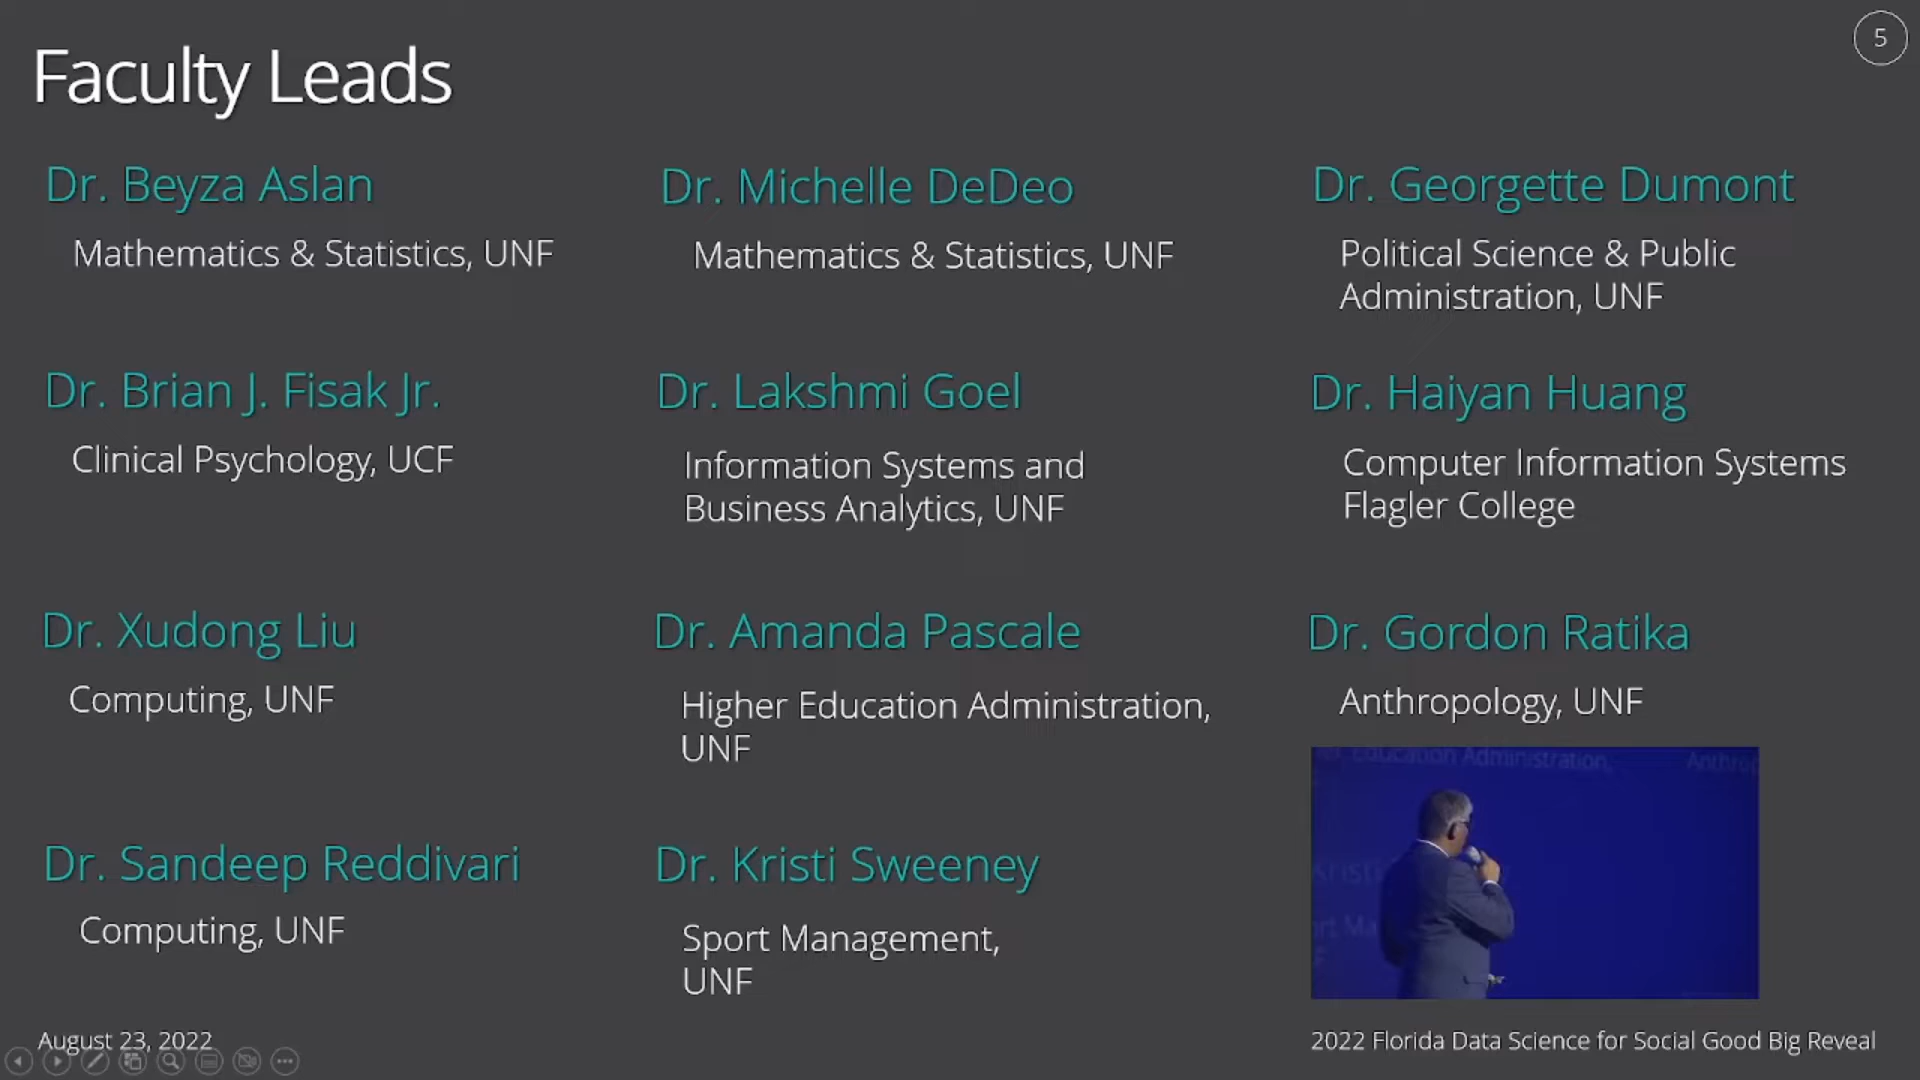 5
Faculty Leads
Dr. Beyza Aslan
Mathematics & Statistics, UNF
Dr. Michelle DeDeo
Mathematics & Statistics, UNF
Dr. Georgette Dumont
Political Science & Public
Administration, UNF
Dr. Brian J. Fisak Jr.
Clinical Psychology, UCF
Dr. Lakshmi Goel
Information Systems and
Business Analytics, UNF
Dr. Haiyan Huang
Computer Information Systems
Flagler College
Dr. Xudong Liu
Computing, UNF
Dr. Amanda Pascale
Higher Education Administration,
UNF
Dr. Gordon Ratika
Anthropology, UNF
Education Administration,
Dr. Sandeep Reddivari
Computing, UNF
Dr. Kristi Sweeney
Sport Management,
UNF
Kristi
August 23, 2022
2022 Florida Data Science for Social Good Big Reveal